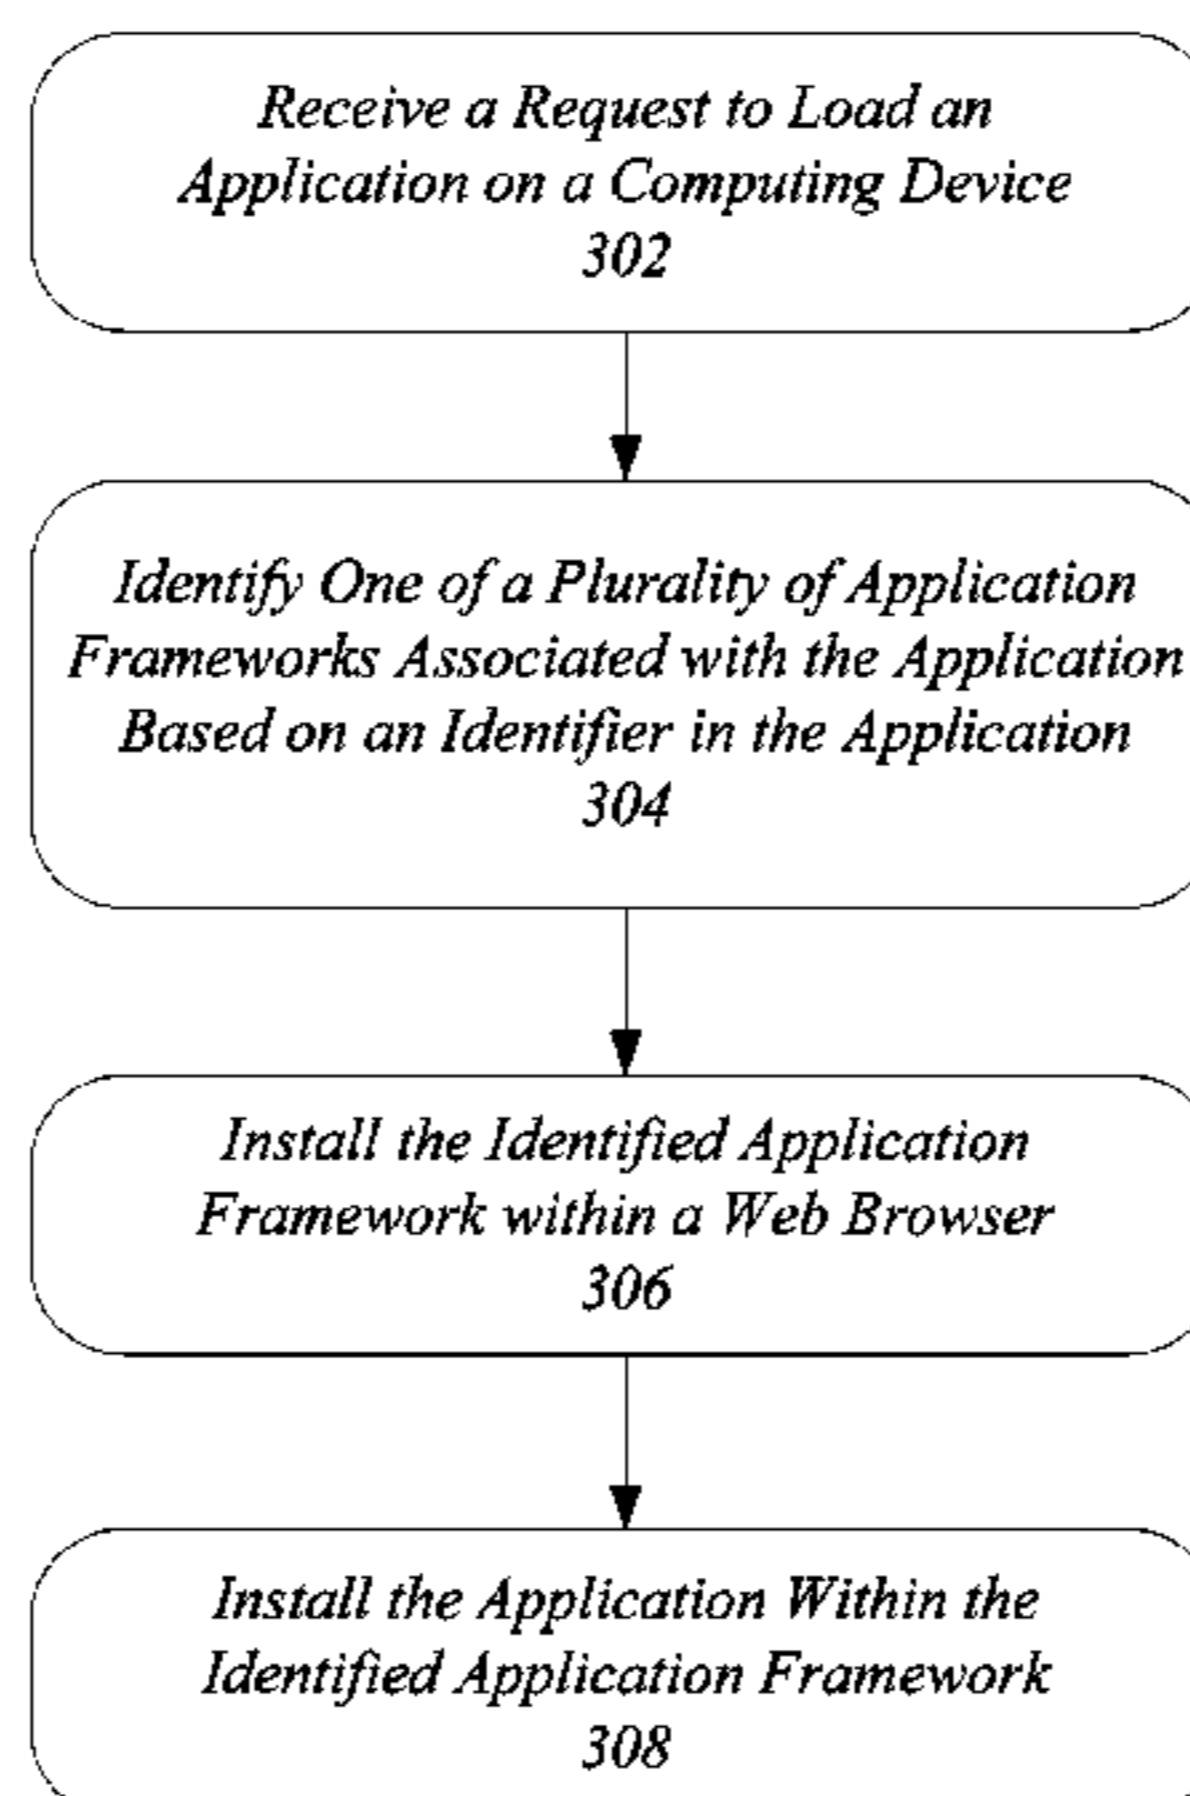 Receive a Request to Load an
Application on a Computing Device
302
Identify One of a Plurality of Application
Frameworks Associated with the Application
Based on an Identifier in the Application
304
Install the Identified Application
Framework within a Web Browser
306
Install the Application Within the
Identified Application Framework
308